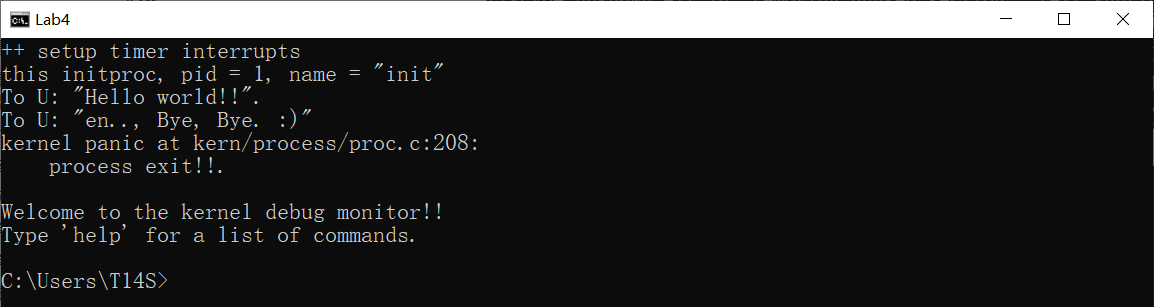 Lab4
++ setup timer interrupts
this initproc, pid = 1, name = "init"
To U: "Hello world!!".
To U: "en.., Bye, Bye. :)"
kernel panic at kern/process/proc.c:208:
    process exit!!.
Welcome to the kernel debug monitor!!
Type 'help' for a list of commands.
C:\Users\T14S>